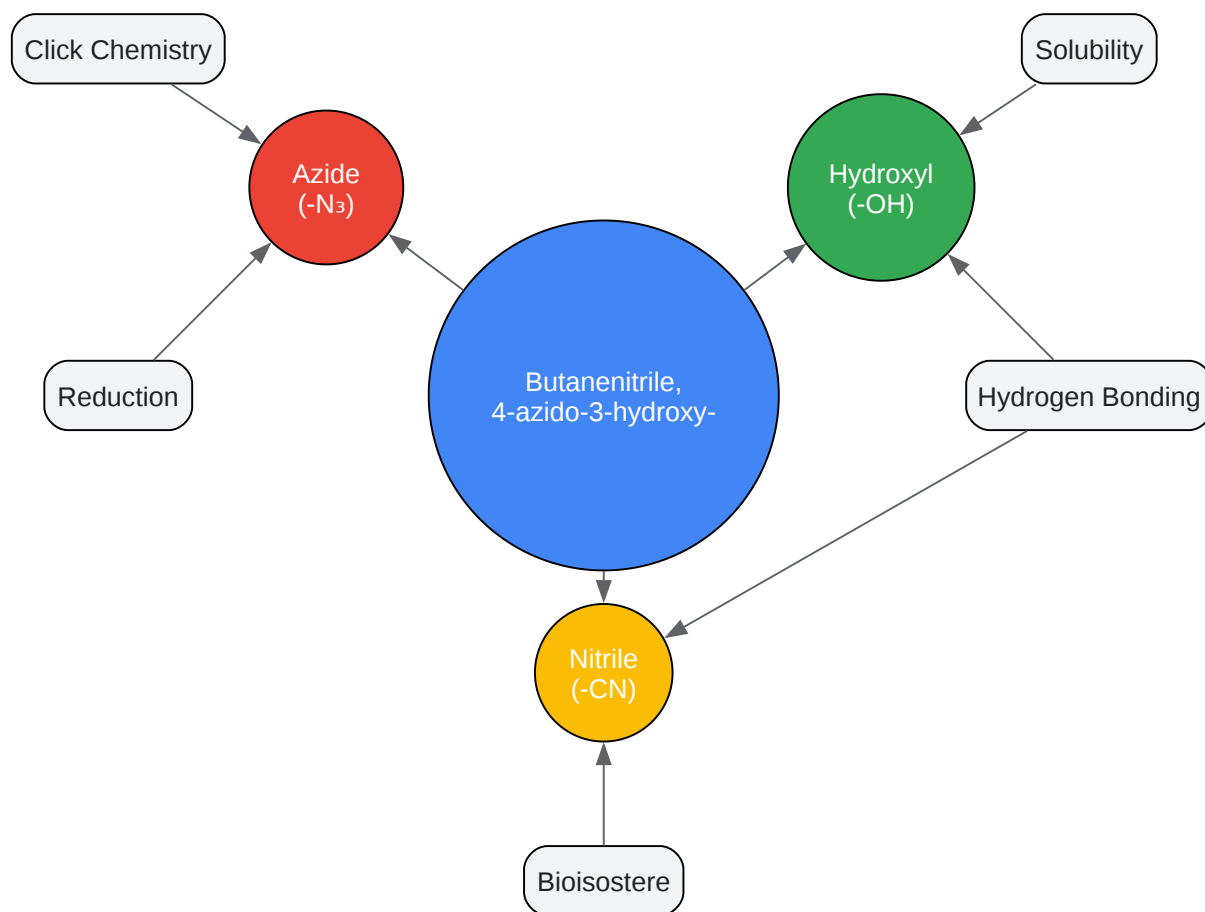 Click Chemistry
Solubility
Azide
(-N₃)
Hydroxyl
(-OH)
Butanenitrile,
4-azido-3-hydroxy-
Reduction
Hydrogen Bonding
Nitrile
(-CN)
Bioisostere